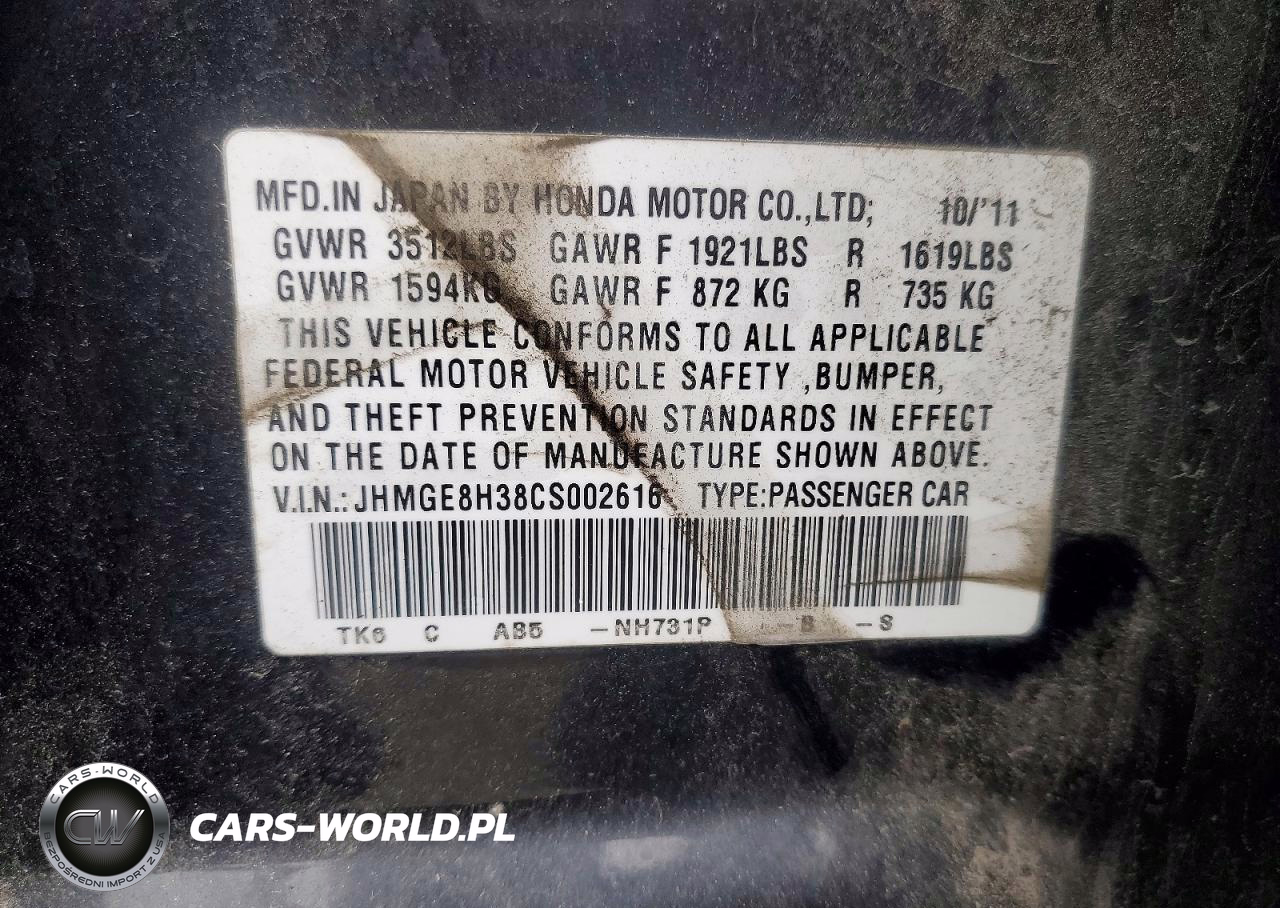 MFD.IN JAPAN BY HONDA MOTOR CO.,LTD; 10/'11
GVWR 3512LBS GAWR F 1921LBS R 1619LBS
GVWR 1594KG GAWR F 872 KG R 735 KG
THIS VEHICLE CONFORMS TO ALL APPLICABLE
FEDERAL MOTOR VEHICLE SAFETY ,BUMPER,
AND THEFT PREVENTION STANDARDS IN EFFECT
ON THE DATE OF MANUFACTURE SHOWN ABOVE.
V.I.N.: JHMGE8H38CS002616 TYPE:PASSENGER CAR
TK6 C AB5 -NH731P -B -S
CARS-WORLD
CW
BEZPOŚREDNI IMPORT Z USA
CARS-WORLD.PL